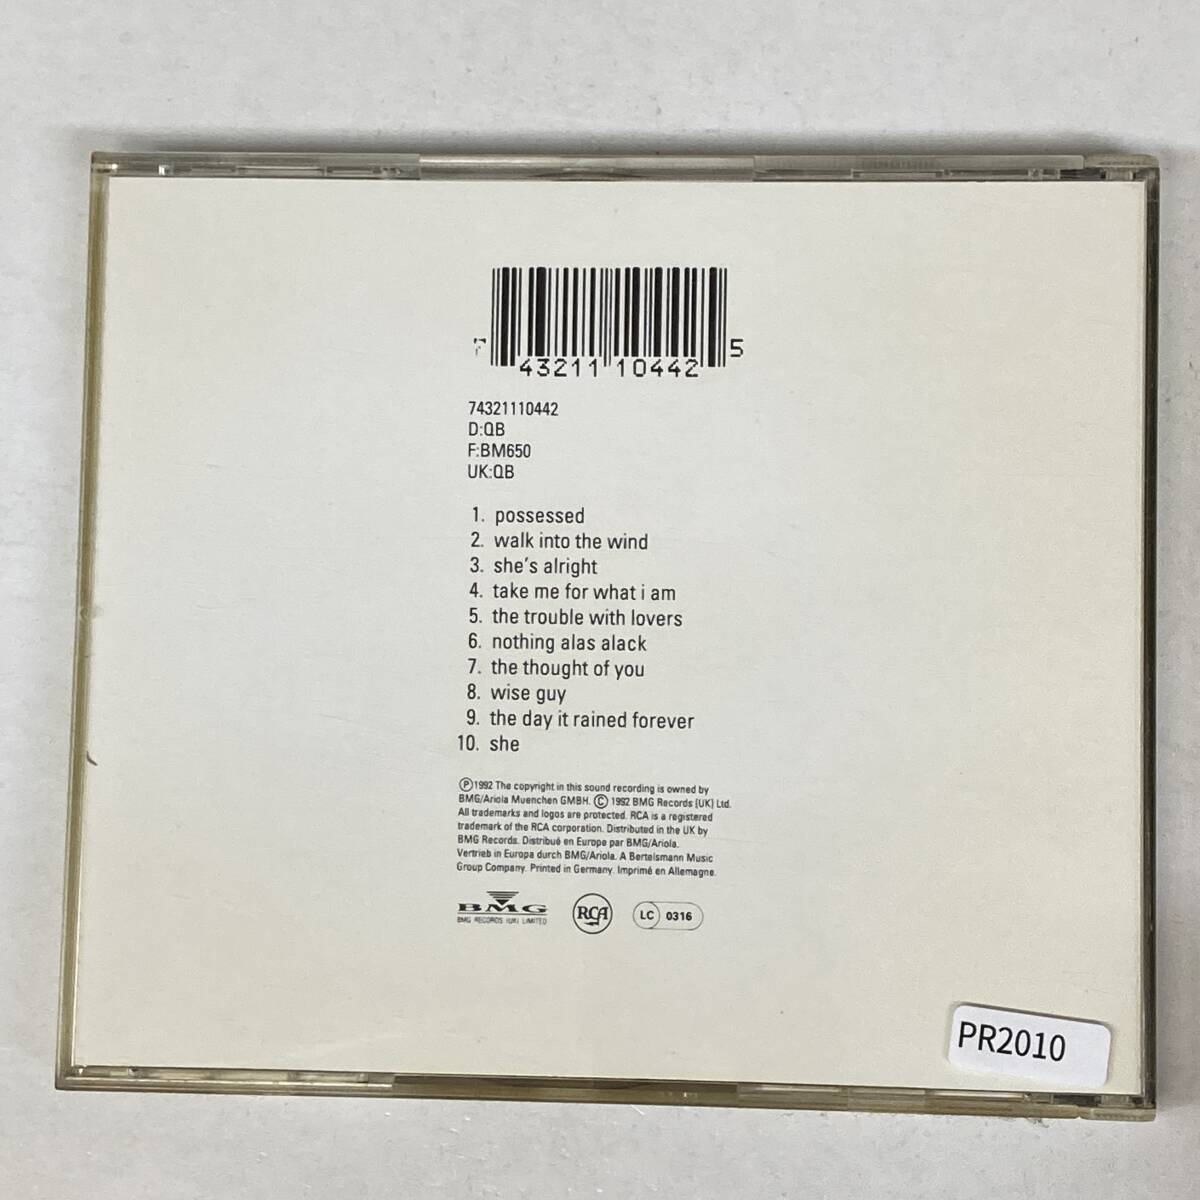 7 43211 10442 5
74321110442
D:QB
F:BM650
UK:QB
1. possessed
2. walk into the wind
3. she's alright
4. take me for what i am
5. the trouble with lovers
6. nothing alas alack
7. the thought of you
8. wise guy
9. the day it rained forever
10. she
Ⓟ1992 The copyright in this sound recording is owned by
BMG/Ariola Muenchen GMBH. Ⓒ 1992 BMG Records (UK) Ltd.
All trademarks and logos are protected. RCA is a registered
trademark of the RCA corporation. Distributed in the UK by
BMG Records. Distribué en Europe par BMG/Ariola.
Vertrieb in Europa durch BMG/Ariola. A Bertelsmann Music
Group Company. Printed in Germany. Imprimé en Allemagne.
BMG RCA LC 0316
BMG RECORDS (UK) LIMITED
PR2010